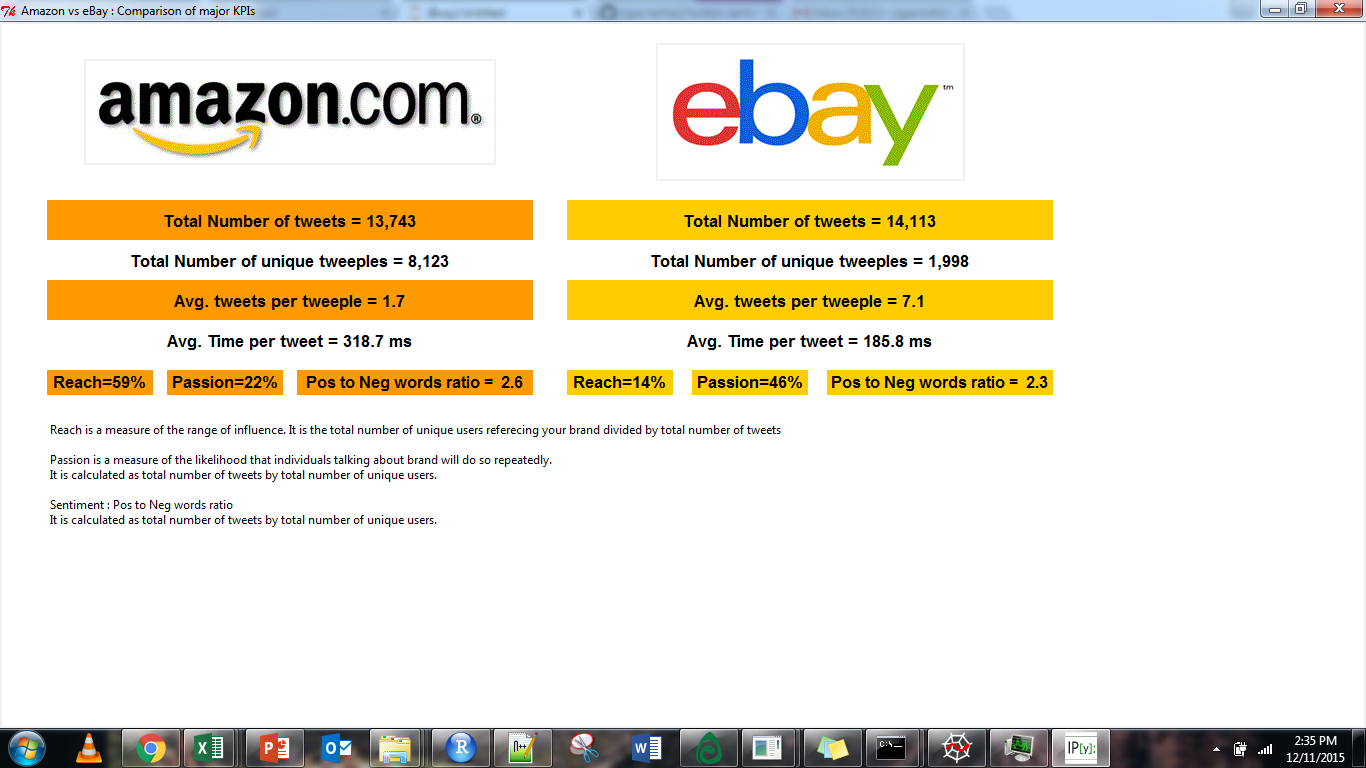 Amazon vs eBay : Comparison of major KPIs
amazon.com®
ebay™
Total Number of tweets = 13,743
Total Number of tweets = 14,113
Total Number of unique tweeples = 8,123
Total Number of unique tweeples = 1,998
Avg. tweets per tweeple = 1.7
Avg. tweets per tweeple = 7.1
Avg. Time per tweet = 318.7 ms
Avg. Time per tweet = 185.8 ms
Reach=59% Passion=22% Pos to Neg words ratio = 2.6
Reach=14% Passion=46% Pos to Neg words ratio = 2.3
Reach is a measure of the range of influence. It is the total number of unique users referecing your brand divided by total number of tweets
Passion is a measure of the likelihood that individuals talking about brand will do so repeatedly.
It is calculated as total number of tweets by total number of unique users.
Sentiment : Pos to Neg words ratio
It is calculated as total number of tweets by total number of unique users.
IP[y]:
2:35 PM
12/11/2015